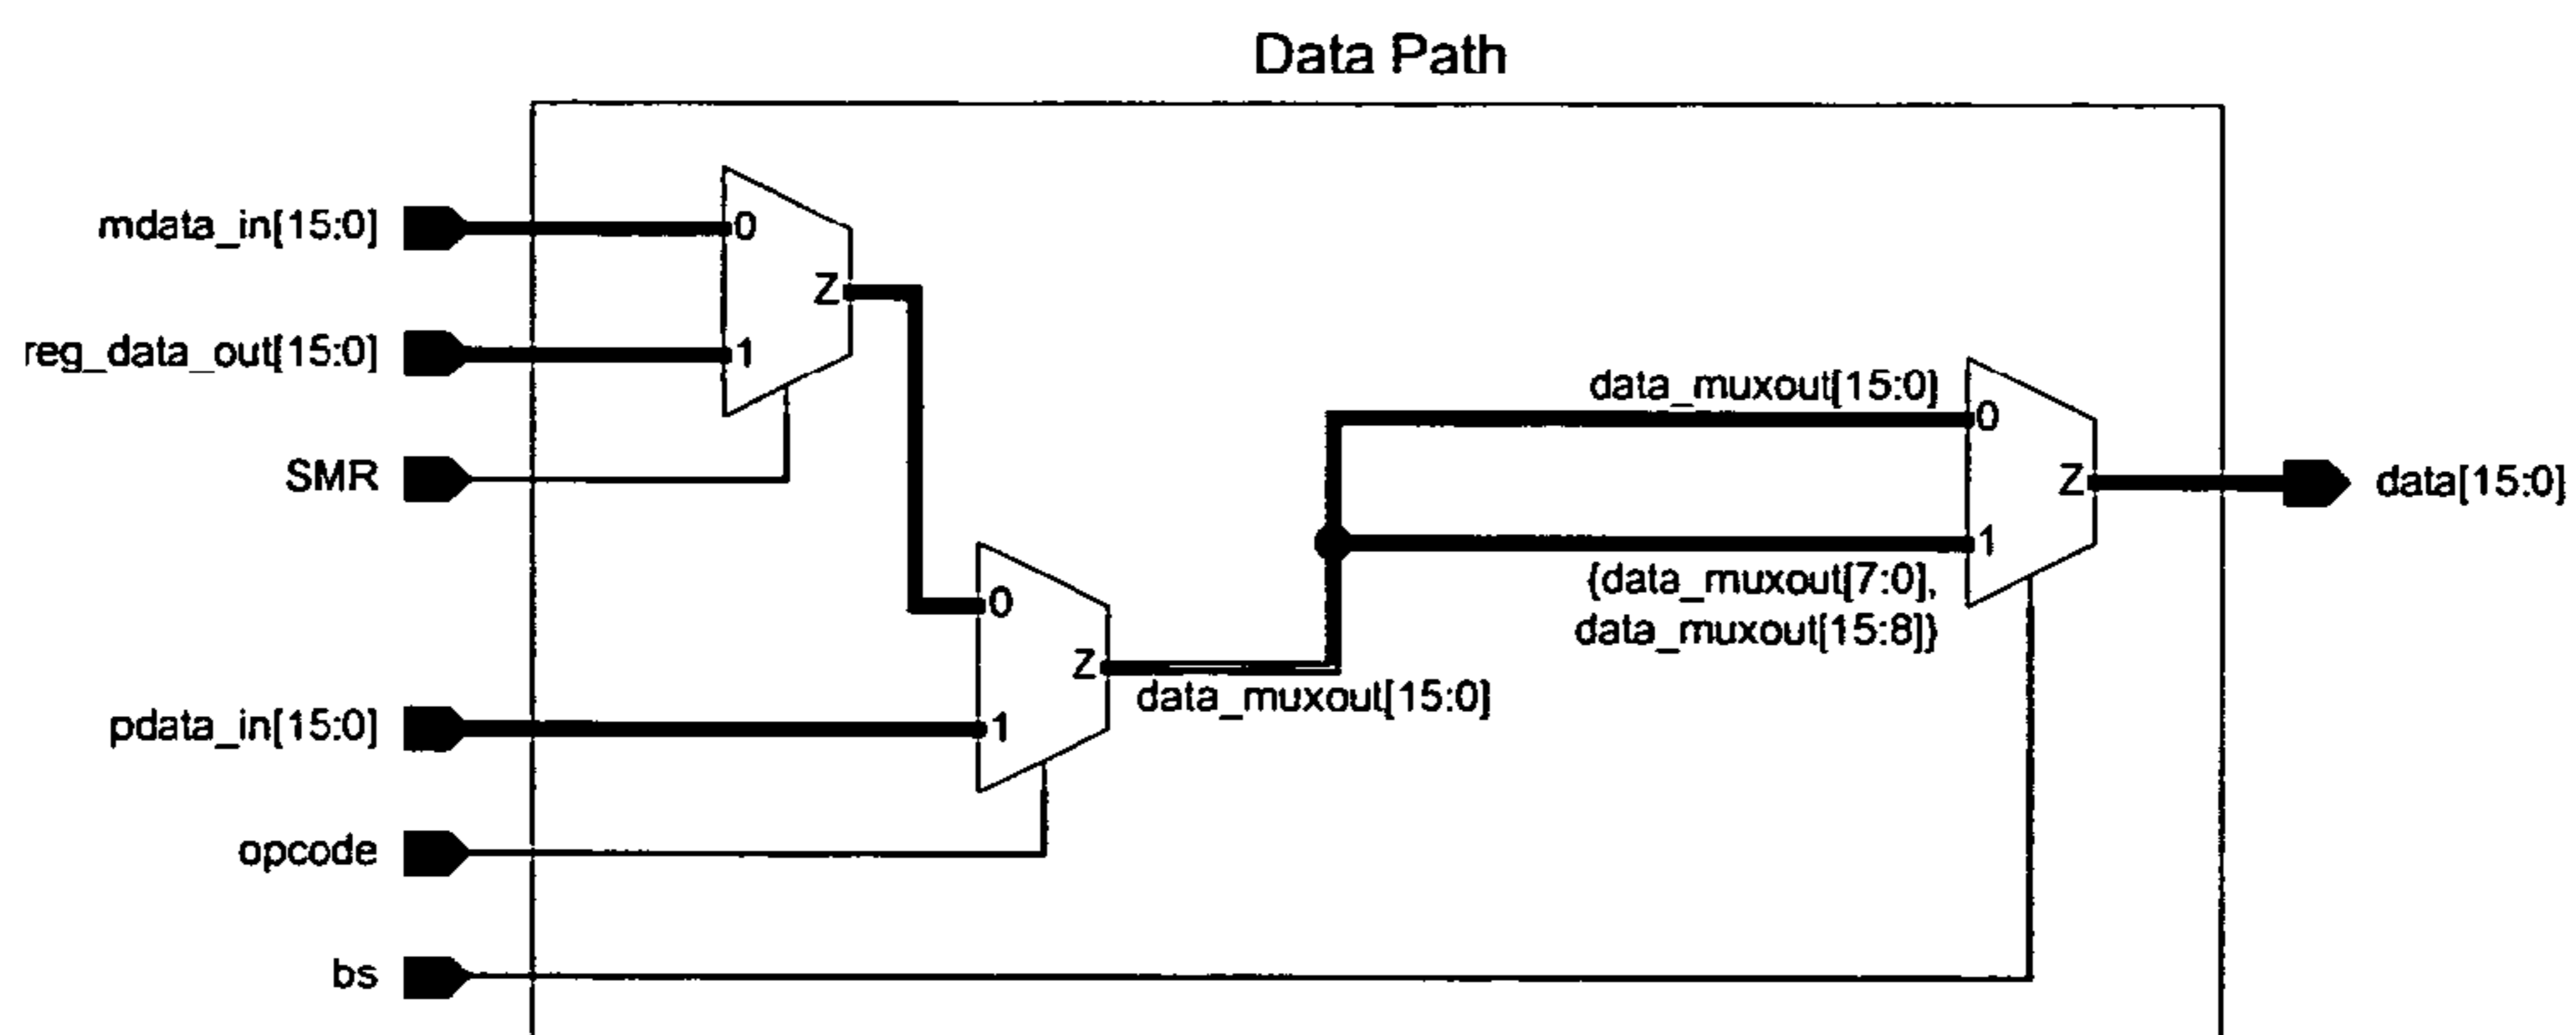 Data Path
mdata_in[15:0]
0
Z
reg_data_out[15:0]
1
data_muxout[15:0]
0
SMR
Z
data[15:0]
1
{data_muxout[7:0],
data_muxout[15:8]}
0
Z
data_muxout[15:0]
pdata_in[15:0]
1
opcode
bs